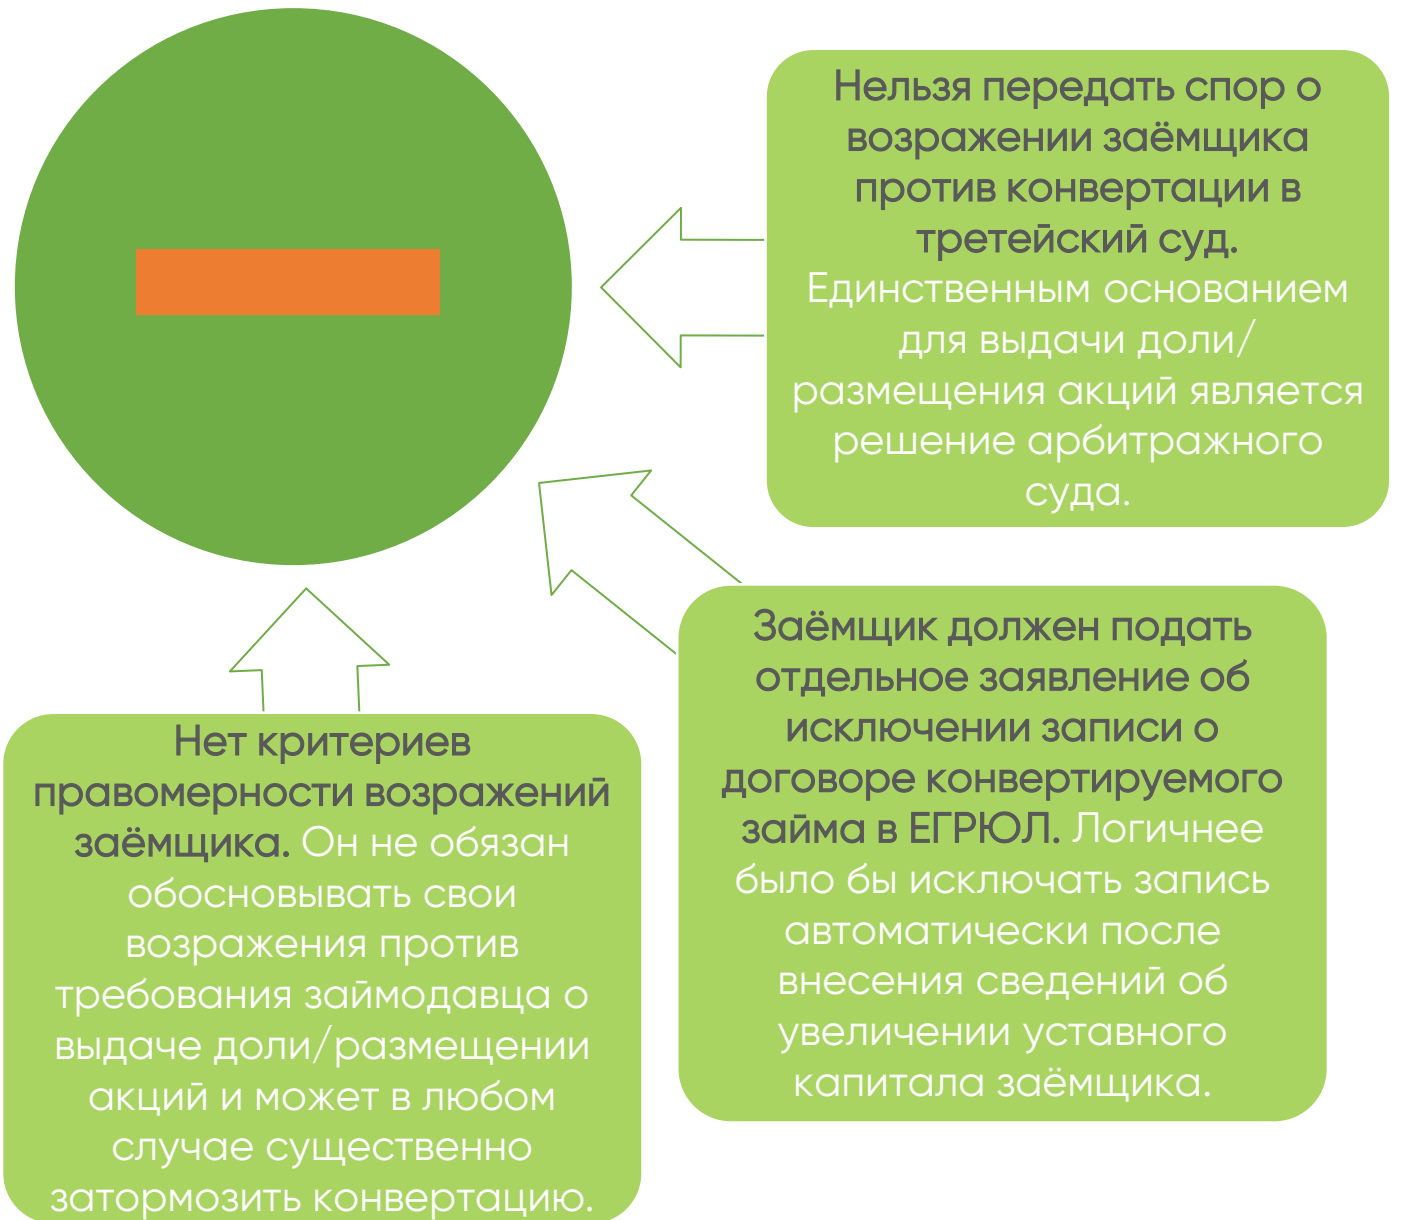 Нельзя передать спор о
возражении заёмщика
против конвертации в
третейский суд.
Единственным основанием
для выдачи доли/
размещения акций является
решение арбитражного
суда.
Заёмщик должен подать
отдельное заявление об
исключении записи о
договоре конвертируемого
займа в ЕГРЮЛ. Логичнее
было бы исключать запись
автоматически после
внесения сведений об
увеличении уставного
капитала заёмщика.
Нет критериев
правомерности возражений
заёмщика. Он не обязан
обосновывать свои
возражения против
требования займодавца о
выдаче доли/размещении
акций и может в любом
случае существенно
затормозить конвертацию.